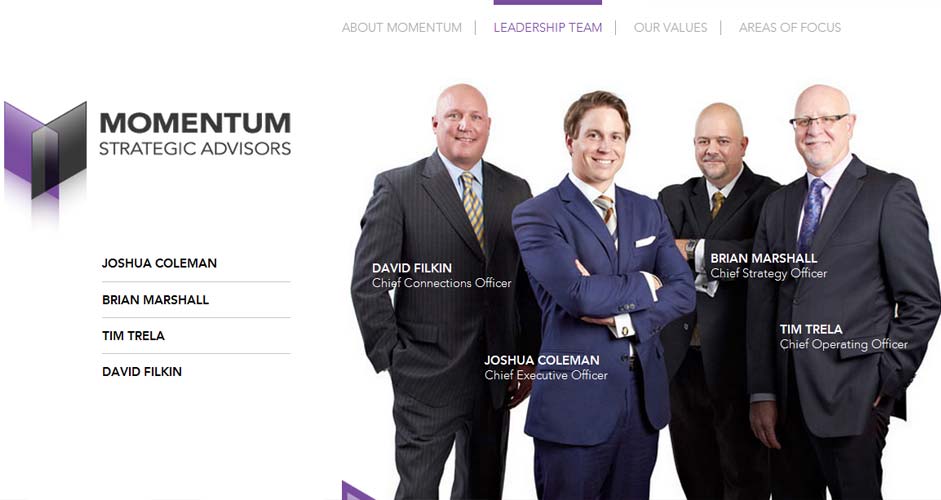 ABOUT MOMENTUM | LEADERSHIP TEAM | OUR VALUES | AREAS OF FOCUS
MOMENTUM
STRATEGIC ADVISORS
JOSHUA COLEMAN
BRIAN MARSHALL
TIM TRELA
DAVID FILKIN
DAVID FILKIN
Chief Connections Officer
JOSHUA COLEMAN
Chief Executive Officer
BRIAN MARSHALL
Chief Strategy Officer
TIM TRELA
Chief Operating Officer